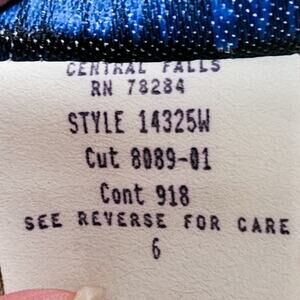 CENTRAL FALLS
RN 78284
STYLE 14325W
Cut 8089-01
Cont 918
SEE REVERSE FOR CARE
6